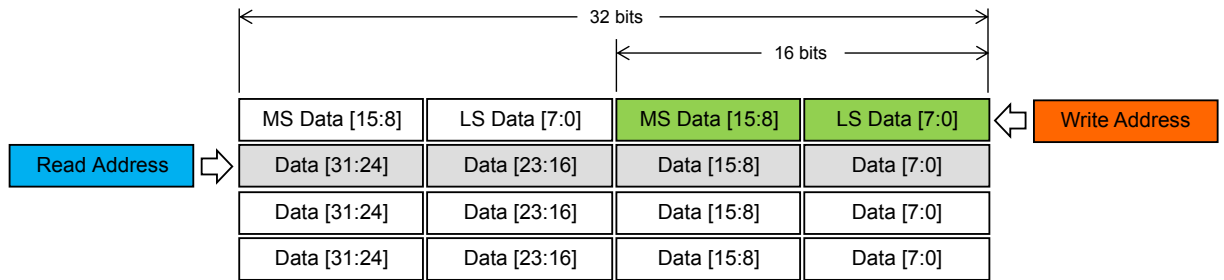 32 bits
16 bits
MS Data [15:8] LS Data [7:0] MS Data [15:8] LS Data [7:0] Write Address
Read Address Data [31:24] Data [23:16] Data [15:8] Data [7:0]
Data [31:24] Data [23:16] Data [15:8] Data [7:0]
Data [31:24] Data [23:16] Data [15:8] Data [7:0]